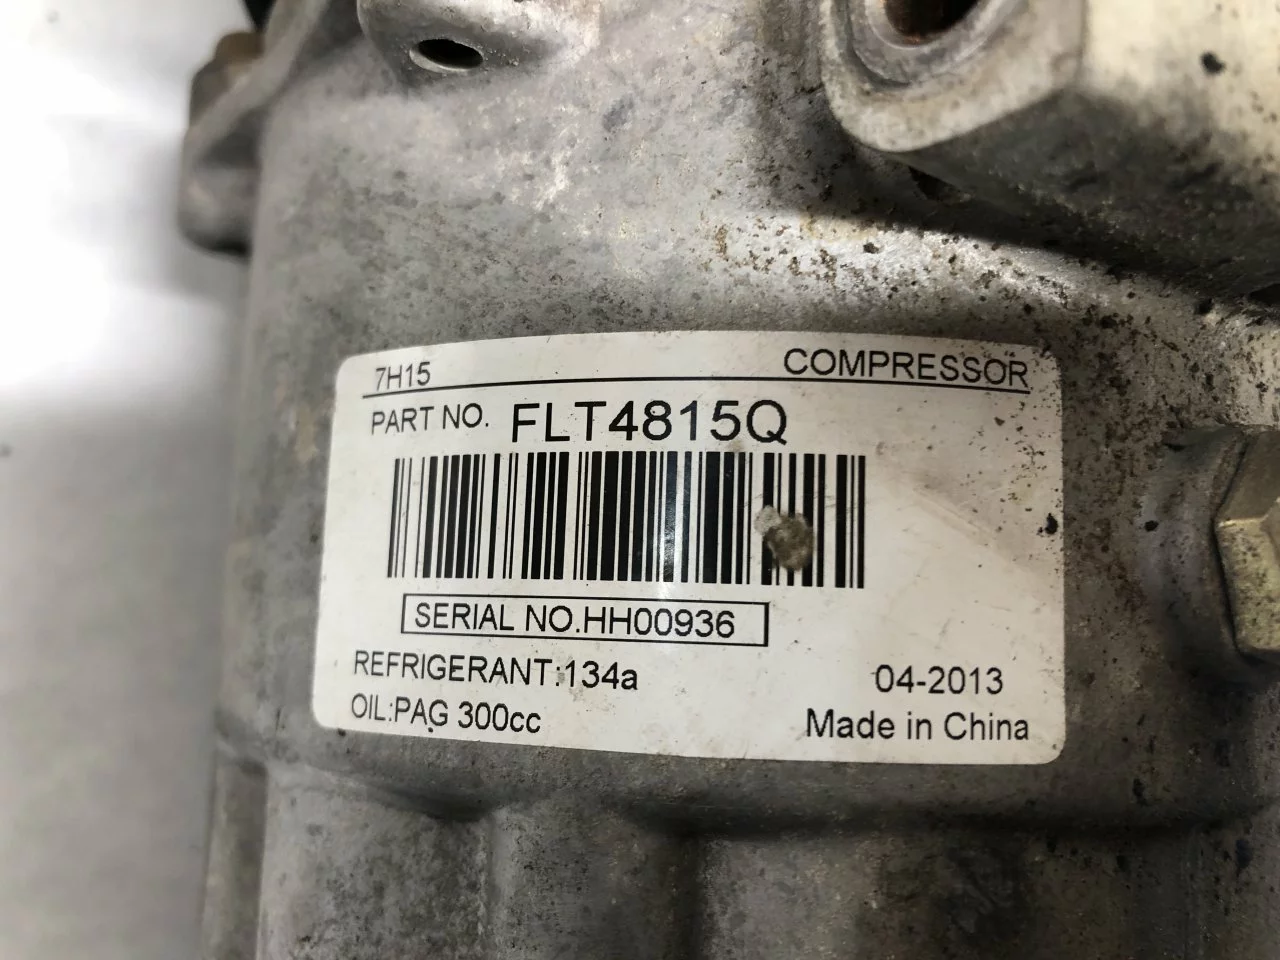 7H15 COMPRESSOR
PART NO. FLT4815Q
SERIAL NO.HH00936
REFRIGERANT:134a 04-2013
OIL:PAG 300cc Made in China